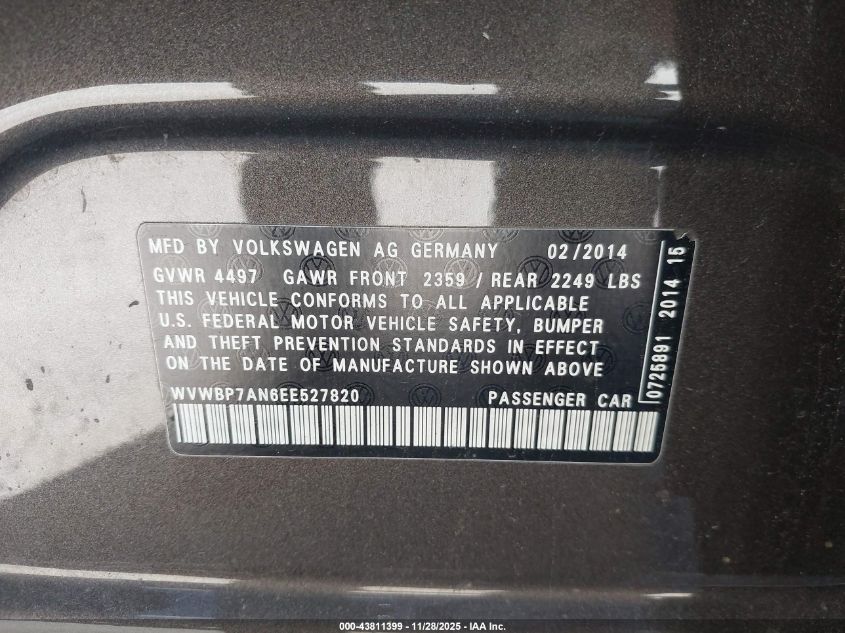 MFD BY VOLKSWAGEN AG GERMANY 02/2014
GVWR 4497 GAWR FRONT 2359 / REAR 2249 LBS
THIS VEHICLE CONFORMS TO ALL APPLICABLE
U.S. FEDERAL MOTOR VEHICLE SAFETY, BUMPER
AND THEFT PREVENTION STANDARDS IN EFFECT
ON THE DATE OF MANUFACTURE SHOWN ABOVE
WVWBP7AN6EE527820 PASSENGER CAR
0725891 2014 15
000-43811399 - 11/28/2025 - IAA Inc.